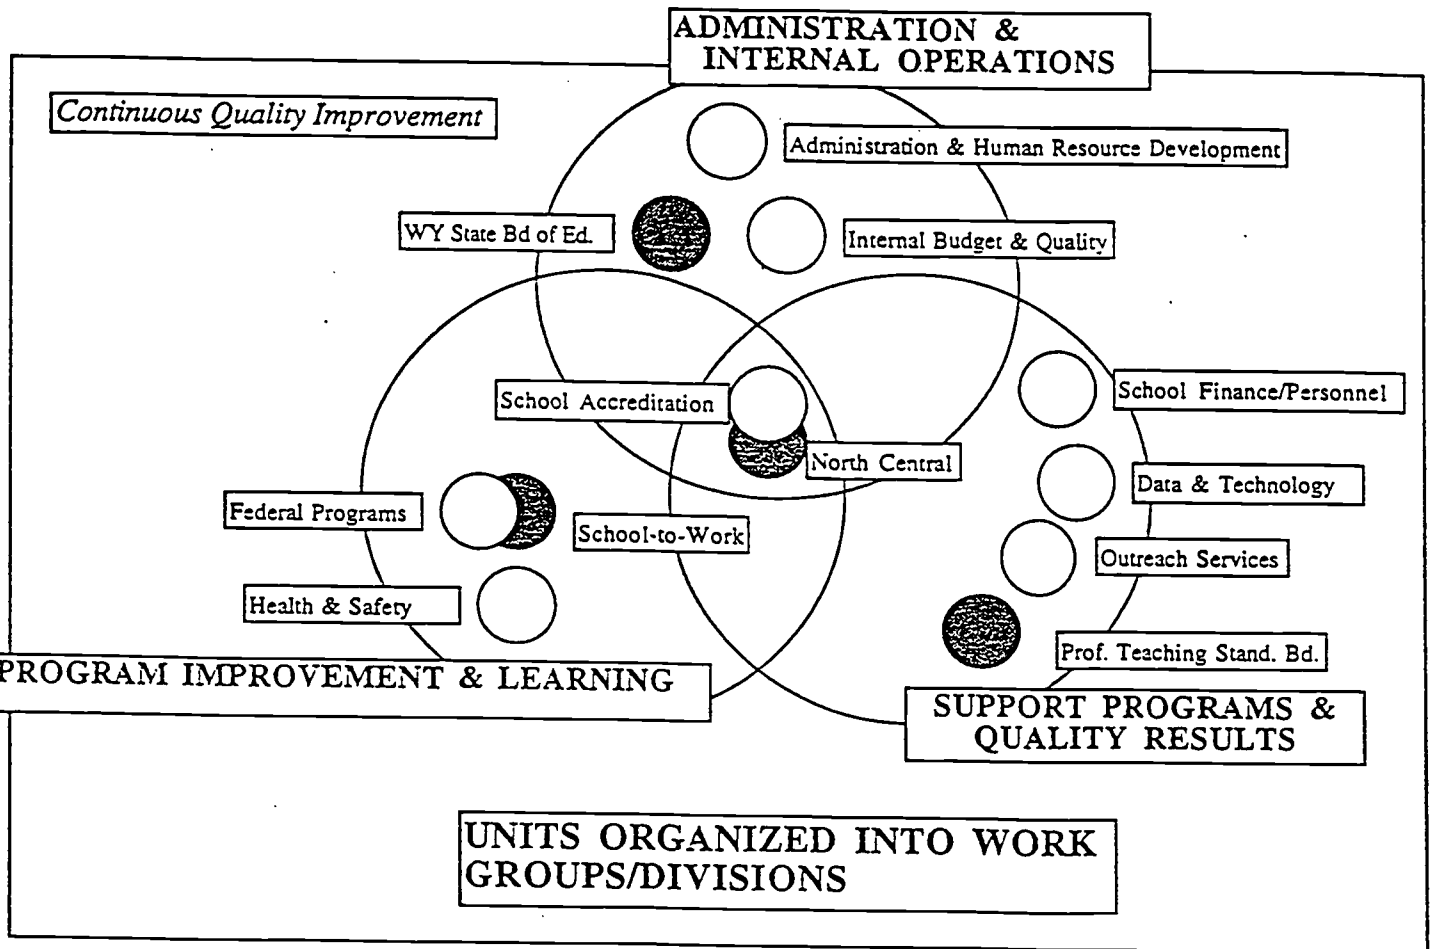 ADMINISTRATION &
INTERNAL OPERATIONS
Continuous Quality Improvement
Administration & Human Resource Development
WY State Bd of Ed.
Internal Budget & Quality
School Accreditation
School Finance/Personnel
North Central
Data & Technology
Federal Programs
School-to-Work
Outreach Services
Health & Safety
Prof. Teaching Stand. Bd.
PROGRAM IMPROVEMENT & LEARNING
SUPPORT PROGRAMS &
QUALITY RESULTS
UNITS ORGANIZED INTO WORK
GROUPS/DIVISIONS